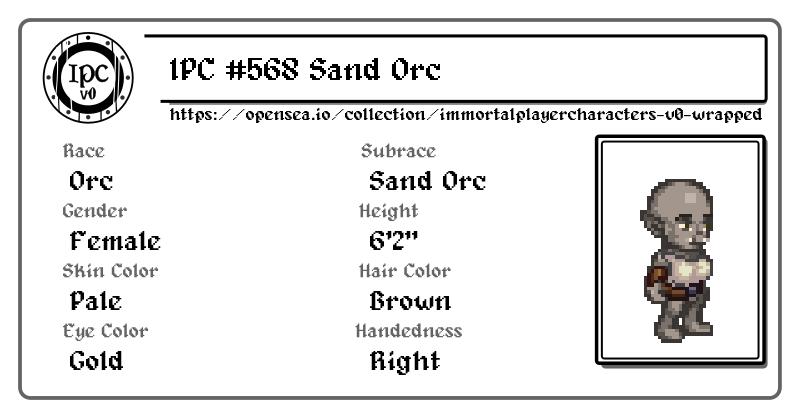 IPC v0
1PC #568 Sand Orc
https://opensea.io/collection/immortalplayercharacters-v0-wrapped
Race
Orc
Subrace
Sand Orc
Gender
Female
Height
6'2"
Skin Color
Pale
Hair Color
Brown
Eye Color
Gold
Handedness
Right